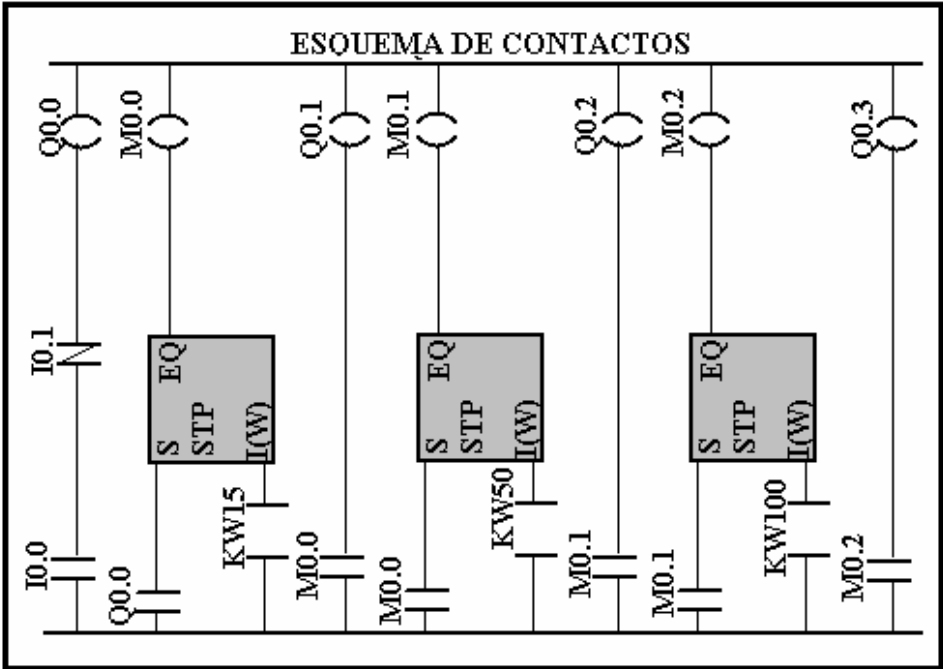 ESQUEMA DE CONTACTOS
Q0.0
M0.0
Q0.1
M0.1
Q0.2
M0.2
Q0.3
I0.1
EQ
S
STP
I(W)
EQ
S
STP
I(W)
EQ
S
STP
I(W)
I0.0
Q0.0
KW15
M0.0
M0.0
KW50
M0.1
M0.1
KW100
M0.2